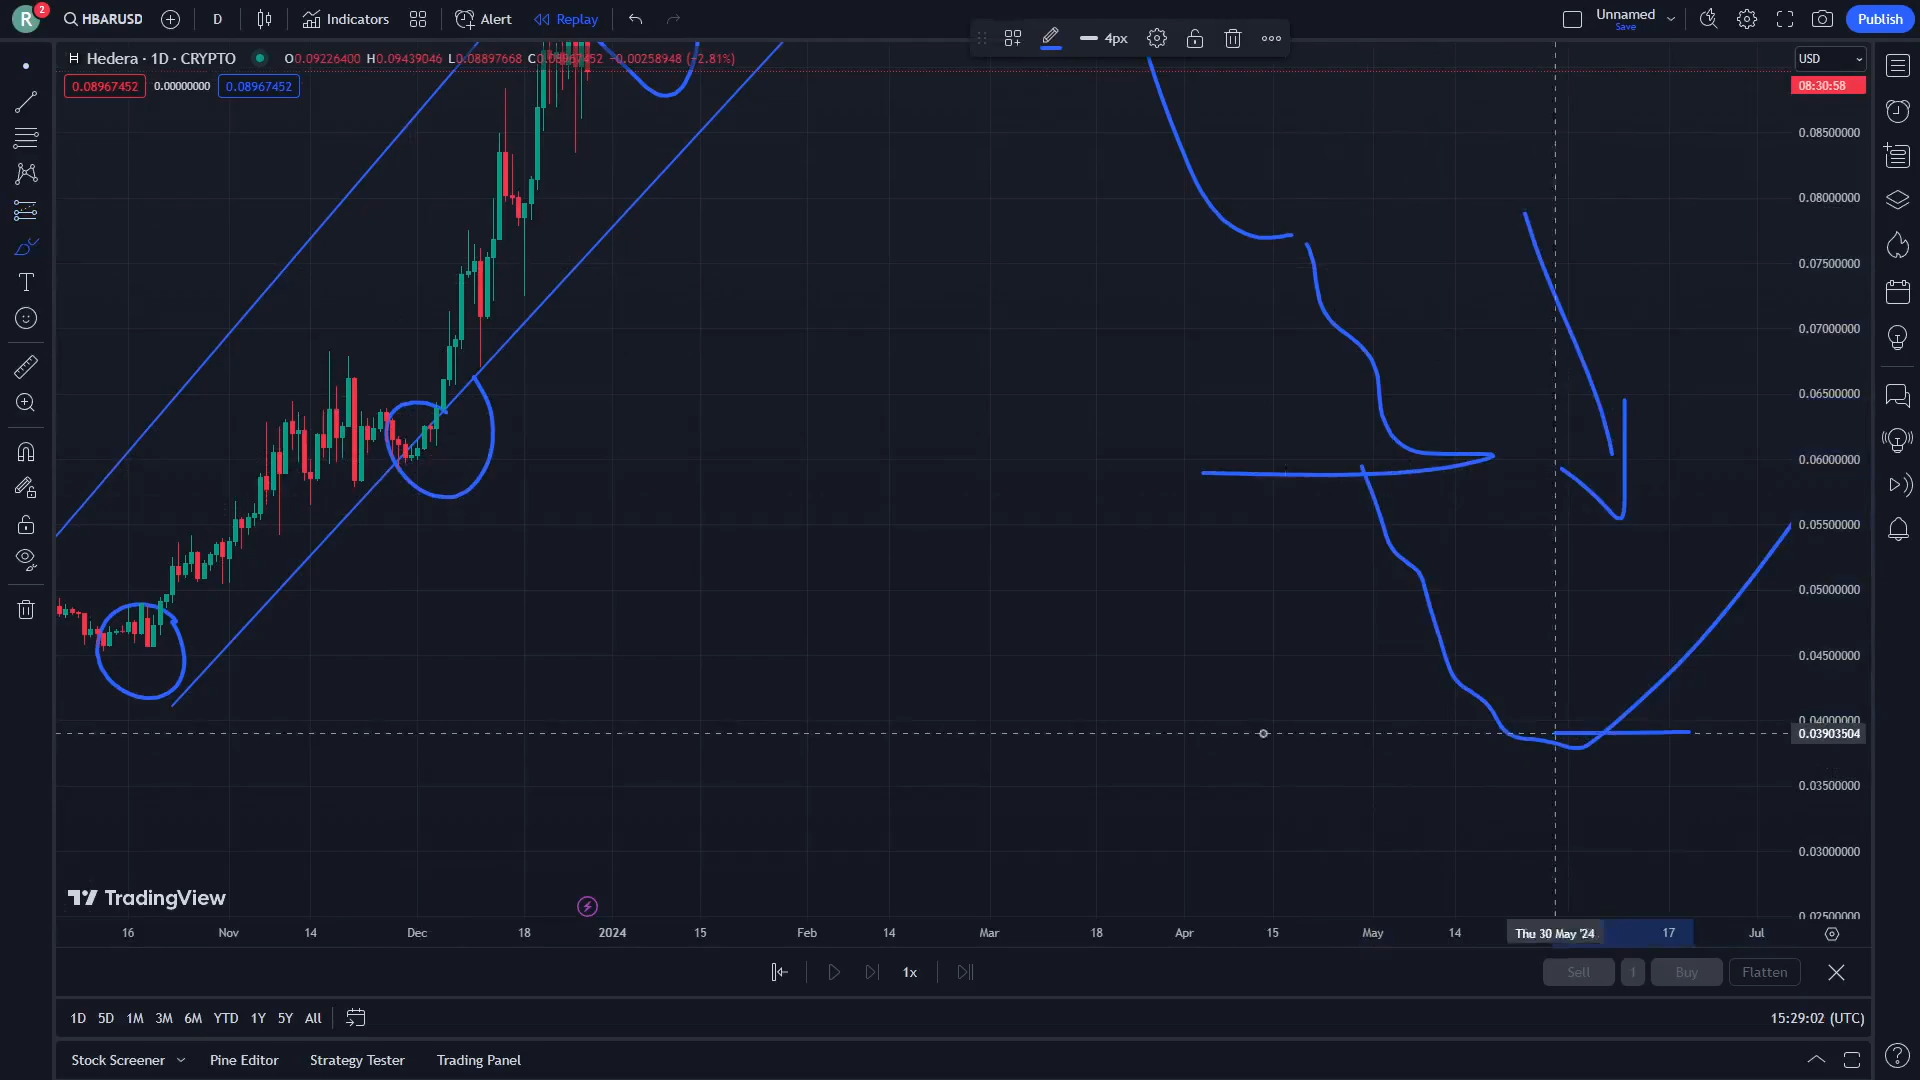 R 2 HBARUSD D Indicators Alert Replay Unnamed Save Publish
4px
H Hedera · 1D · CRYPTO O0.09226400 H0.09439046 L0.08897668 C0.08967452 −0.00258948 (−2.81%) USD
0.08967452 0.00000000 0.08967452 08:30:58
0.08500000
0.08000000
0.07500000
0.07000000
0.06500000
0.06000000
0.05500000
0.05000000
0.04500000
0.04000000
0.03903504
0.03500000
0.03000000
0.02500000
TradingView
16 Nov 14 Dec 18 2024 15 Feb 14 Mar 18 Apr 15 May 14 Thu 30 May '24 17 Jul
1x Sell 1 Buy Flatten
1D 5D 1M 3M 6M YTD 1Y 5Y All 15:29:02 (UTC)
Stock Screener Pine Editor Strategy Tester Trading Panel